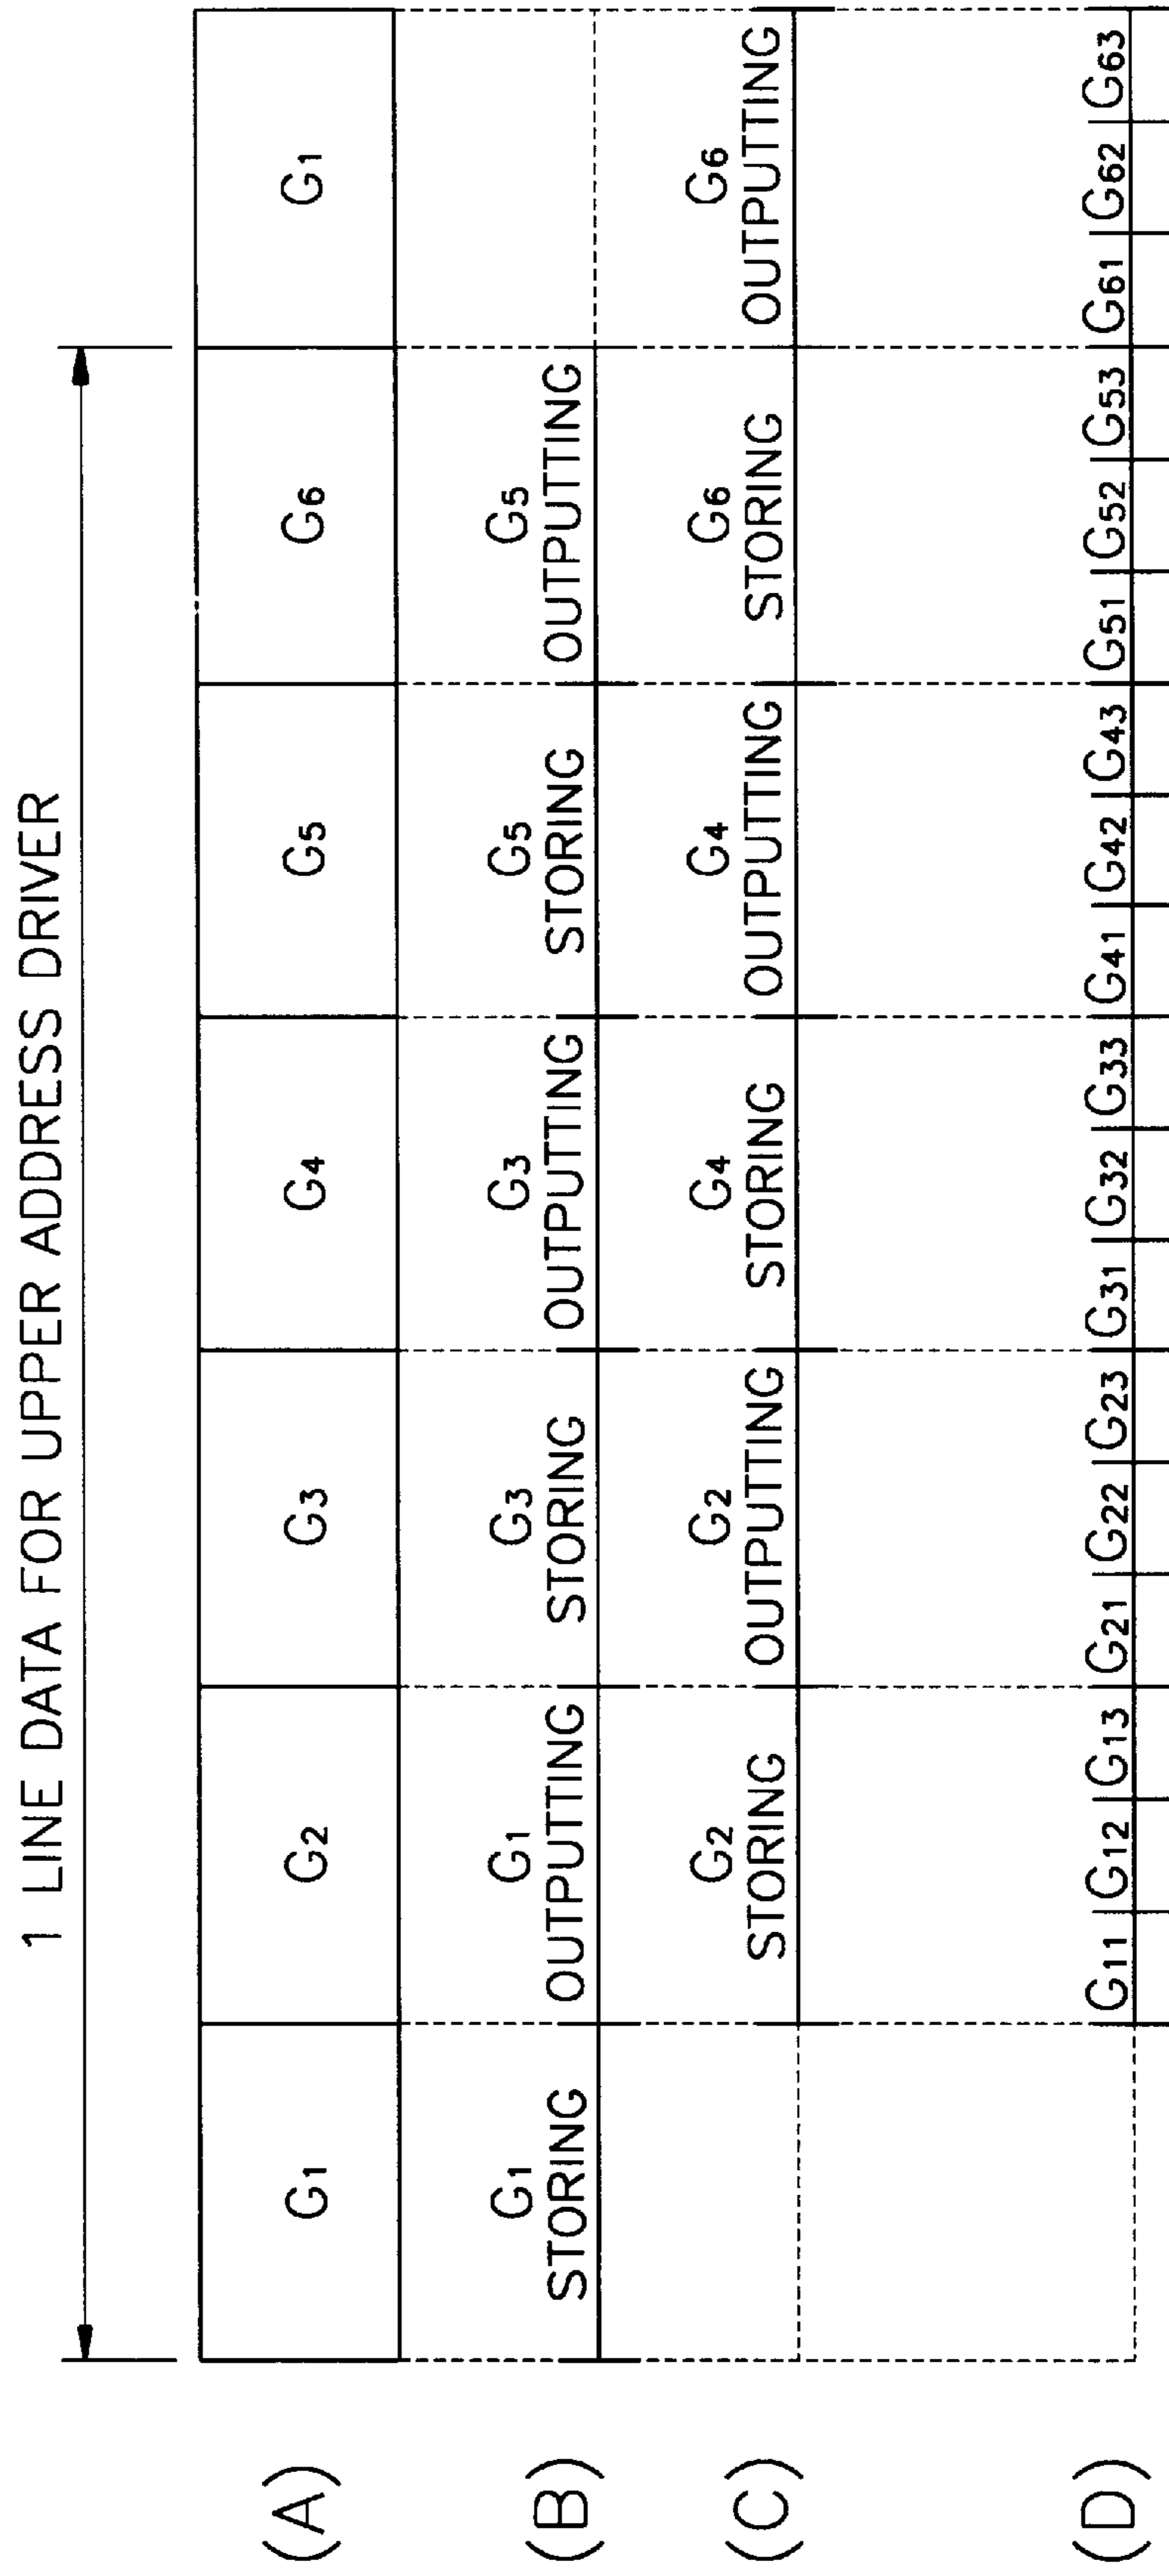 1 LINE DATA FOR UPPER ADDRESS DRIVER
(A) G1 G2 G3 G4 G5 G6 G1
(B) G1 G1 G3 G3 G5 G5
STORING OUTPUTTING STORING OUTPUTTING STORING OUTPUTTING
(C) G2 G2 G4 G4 G6 G6
STORING OUTPUTTING STORING OUTPUTTING STORING OUTPUTTING
(D) G11 G12 G13 G21 G22 G23 G31 G32 G33 G41 G42 G43 G51 G52 G53 G61 G62 G63